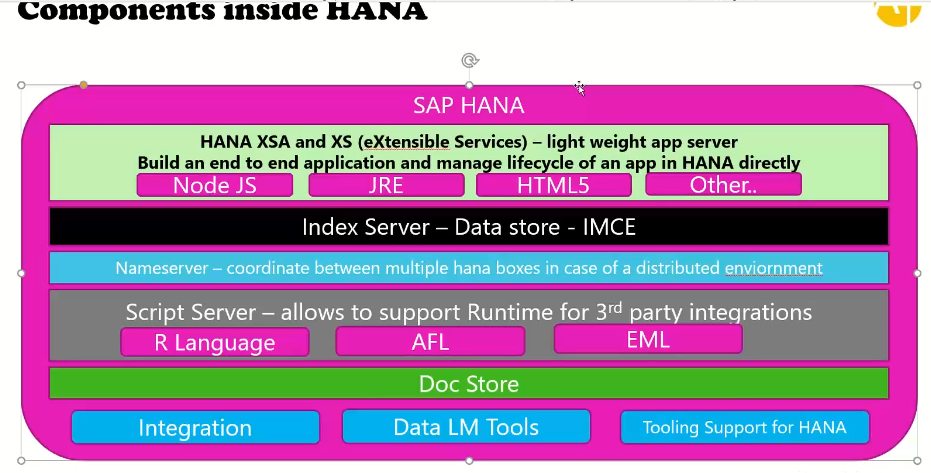 Components inside HANA
SAP HANA
HANA XSA and XS (eXtensible Services) – light weight app server
Build an end to end application and manage lifecycle of an app in HANA directly
Node JS
JRE
HTML5
Other..
Index Server – Data store - IMCE
Nameserver – coordinate between multiple hana boxes in case of a distributed enviornment
Script Server – allows to support Runtime for 3rd party integrations
R Language
AFL
EML
Doc Store
Integration
Data LM Tools
Tooling Support for HANA